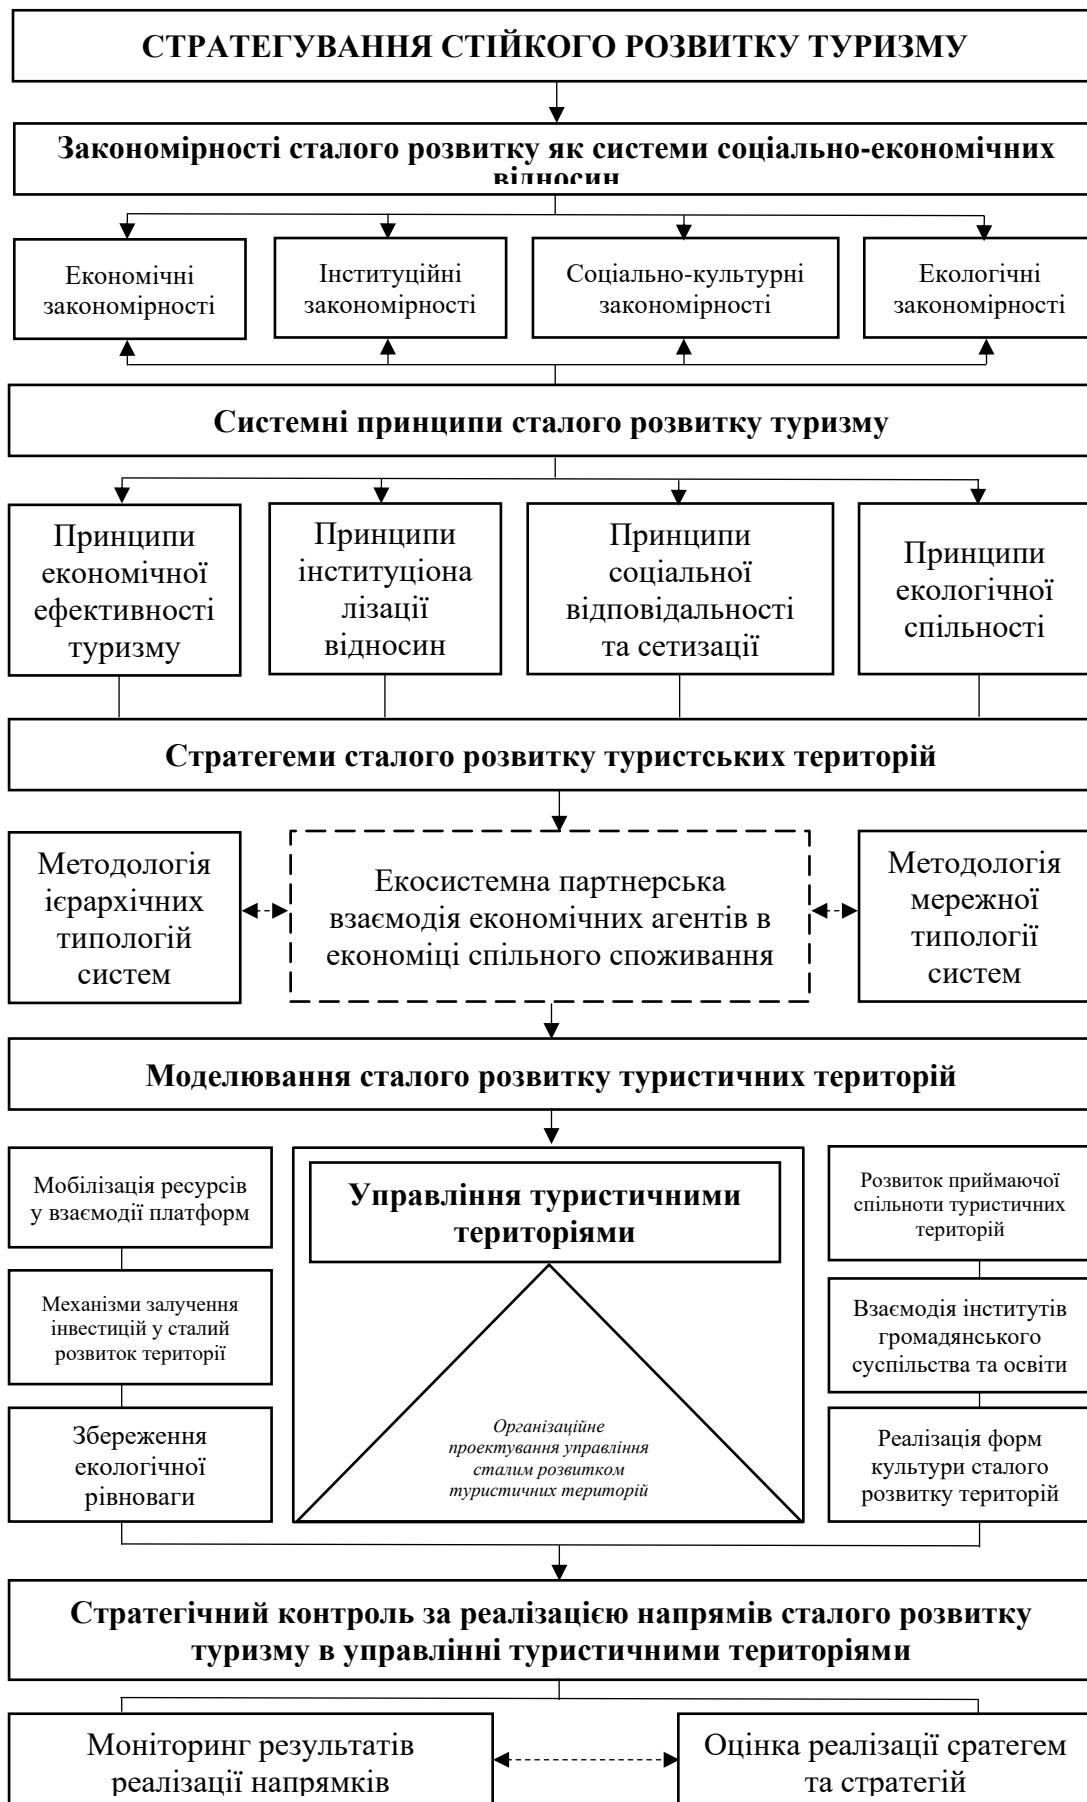 СТРАТЕГУВАННЯ СТІЙКОГО РОЗВИТКУ ТУРИЗМУ
Закономірності сталого розвитку як системи соціально-економічних
відносин
Економічні
закономірності
Інституційні
закономірності
Соціально-культурні
закономірності
Екологічні
закономірності
Системні принципи сталого розвитку туризму
Принципи
економічної
ефективності
туризму
Принципи
інституціона
лізації
відносин
Принципи
соціальної
відповідальності
та сетизації
Принципи
екологічної
спільності
Стратегеми сталого розвитку туристських територій
Методологія
ієрархічних
типологій
систем
Екосистемна партнерська
взаємодія економічних агентів в
економіці спільного споживання
Методологія
мережної
типології
систем
Моделювання сталого розвитку туристичних територій
Мобілізація ресурсів
у взаємодії платформ
Механізми залучення
інвестицій у сталий
розвиток території
Збереження
екологічної
рівноваги
Управління туристичними
територіями
Організаційне
проектування управління
сталим розвитком
туристичних територій
Розвиток приймаючої
спільноти туристичних
територій
Взаємодія інститутів
громадянського
суспільства та освіти
Реалізація форм
культури сталого
розвитку територій
Стратегічний контроль за реалізацією напрямів сталого розвитку
туризму в управлінні туристичними територіями
Моніторинг результатів
реалізації напрямків
Оцінка реалізації сратегем
та стратегій